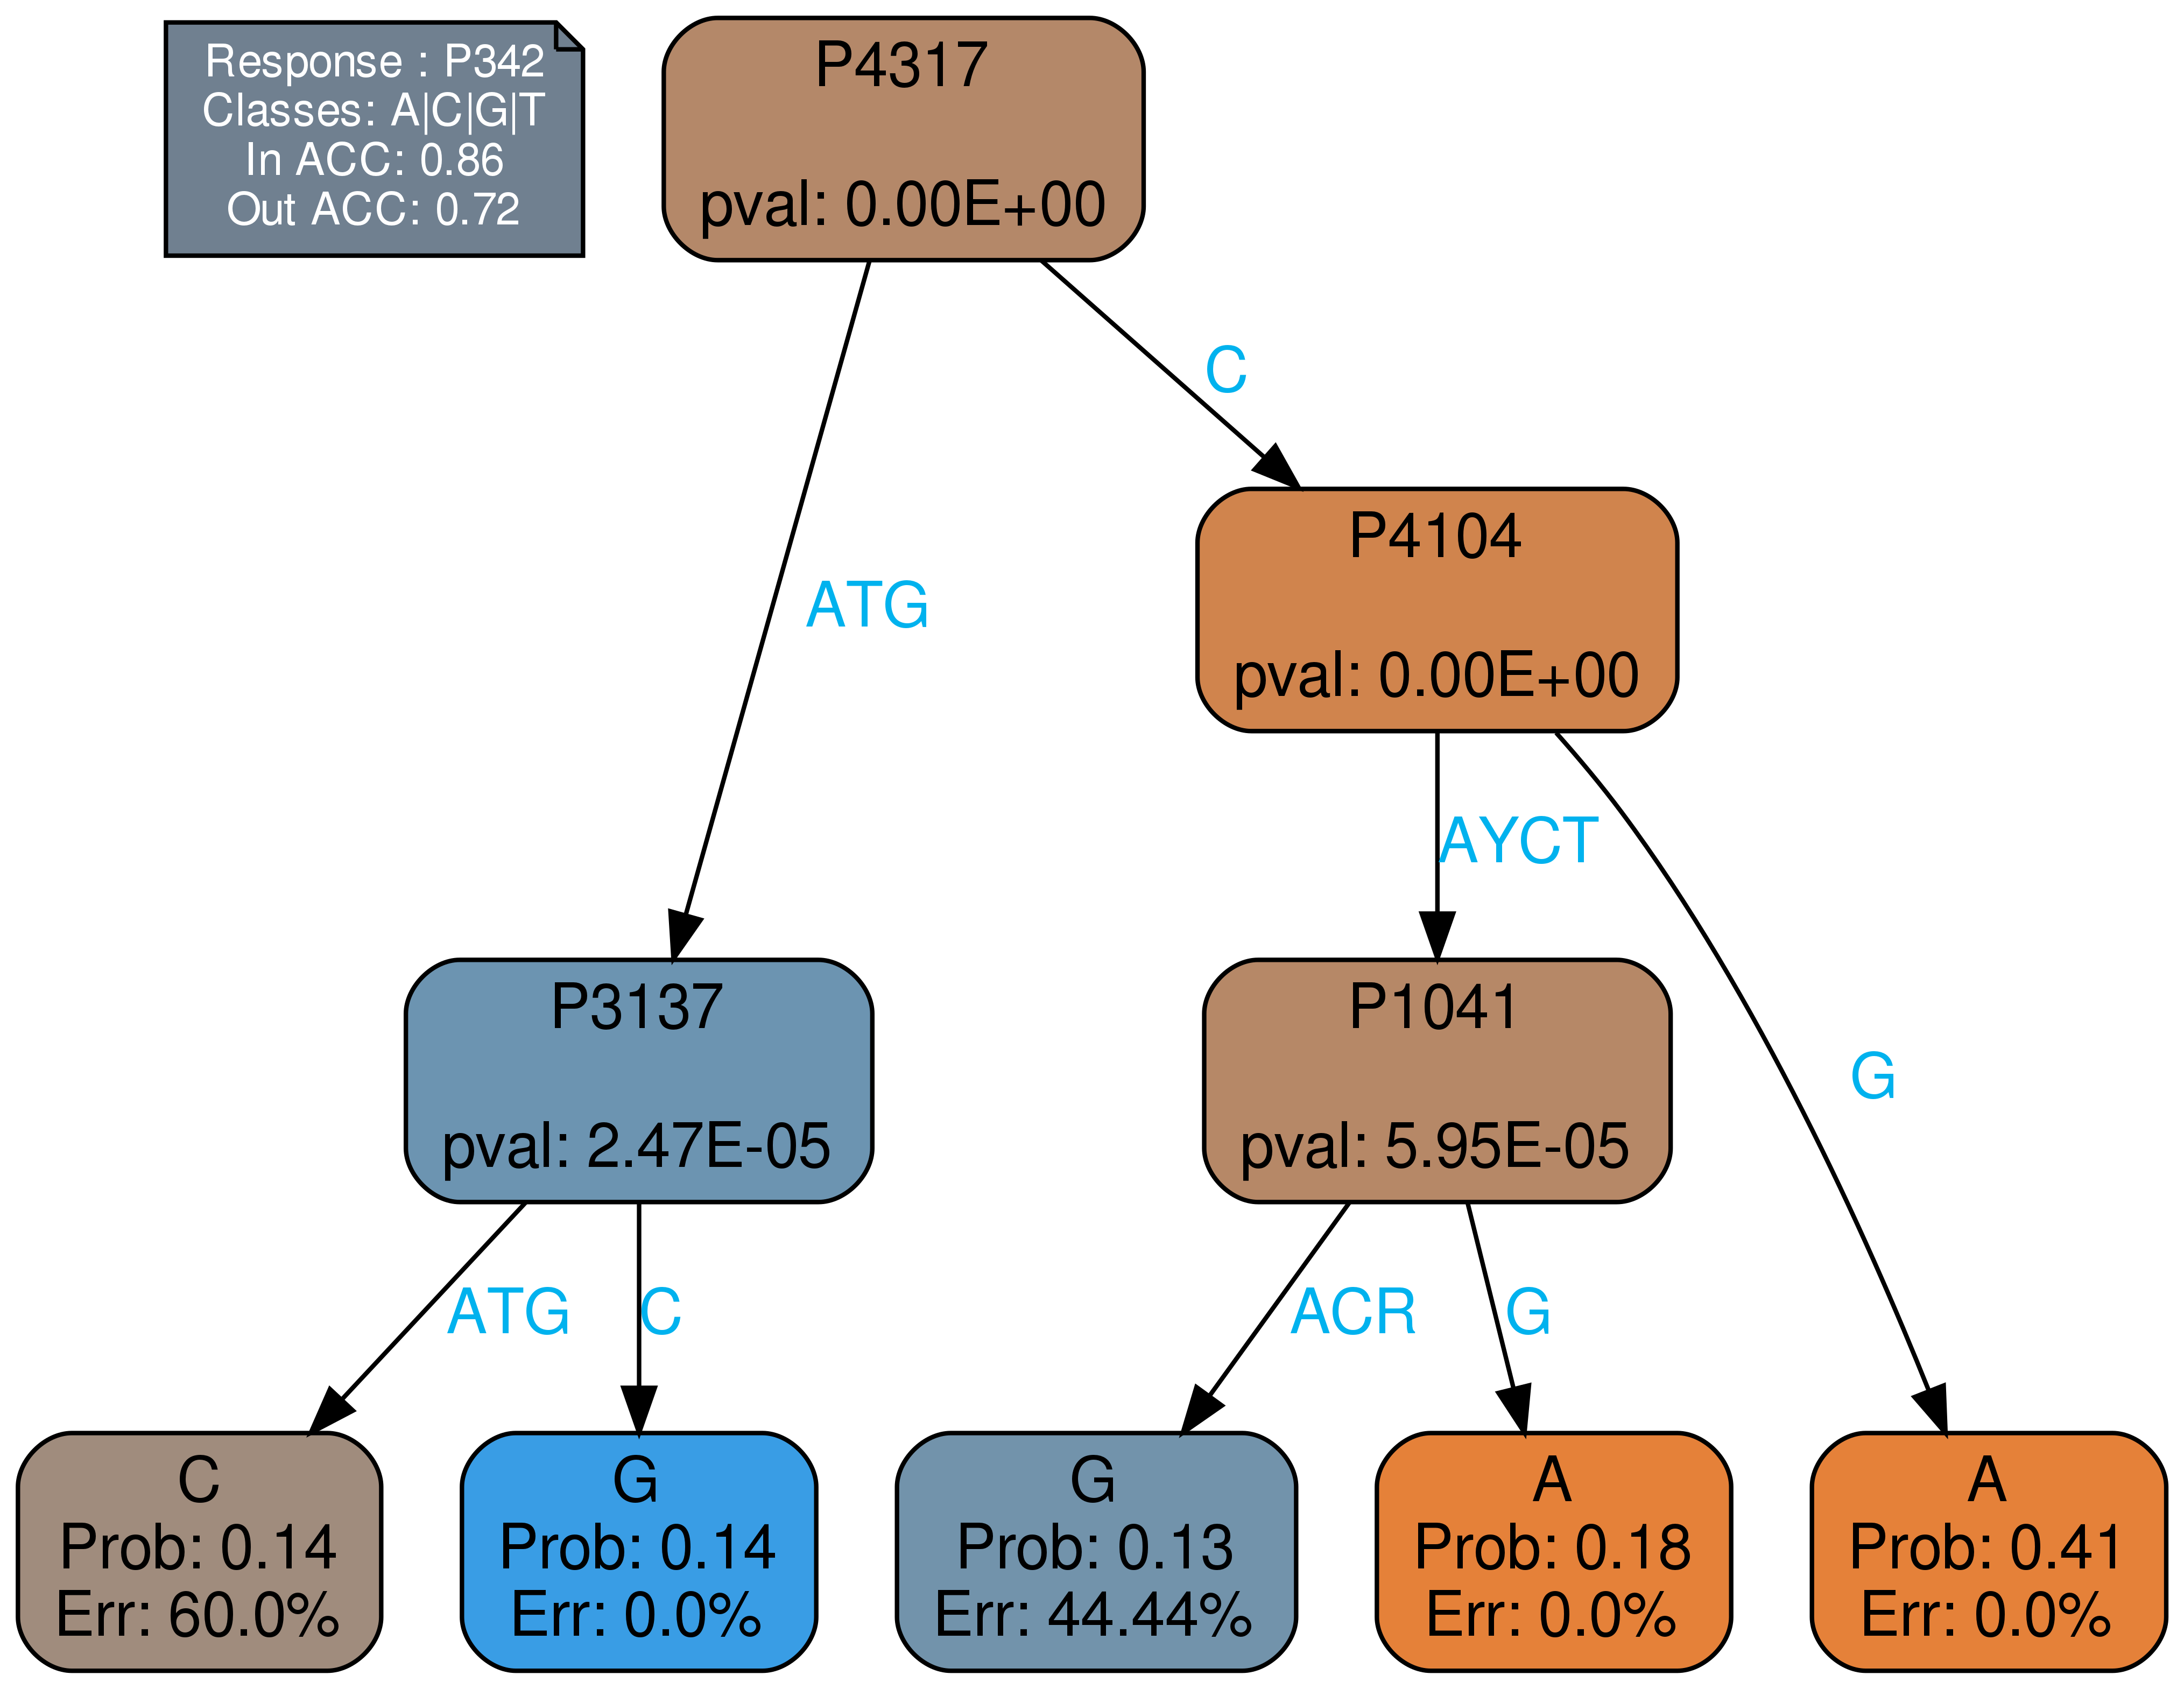 Response : P342
Classes: A|C|G|T
In ACC: 0.86
Out ACC: 0.72
P4317
pval: 0.00E+00
C
P4104
pval: 0.00E+00
ATG
AYCT
G
P3137
pval: 2.47E-05
P1041
pval: 5.95E-05
ATG
C
ACR
G
C
Prob: 0.14
Err: 60.0%
G
Prob: 0.14
Err: 0.0%
G
Prob: 0.13
Err: 44.44%
A
Prob: 0.18
Err: 0.0%
A
Prob: 0.41
Err: 0.0%